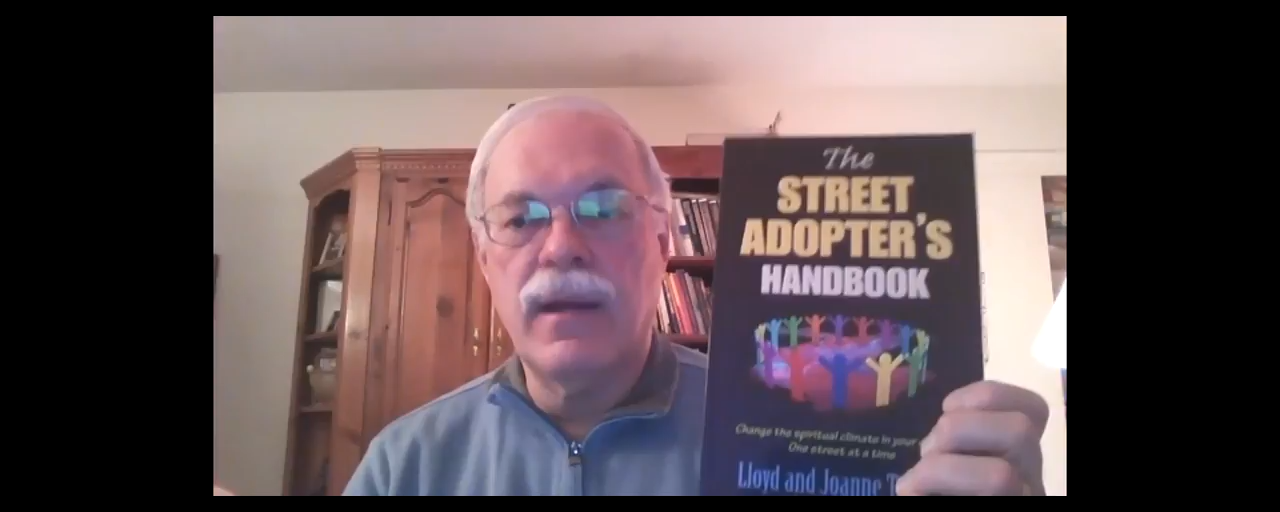 The
STREET
ADOPTER'S
HANDBOOK
Change the spiritual climate in your
One street at a time
Lloyd and Joanne